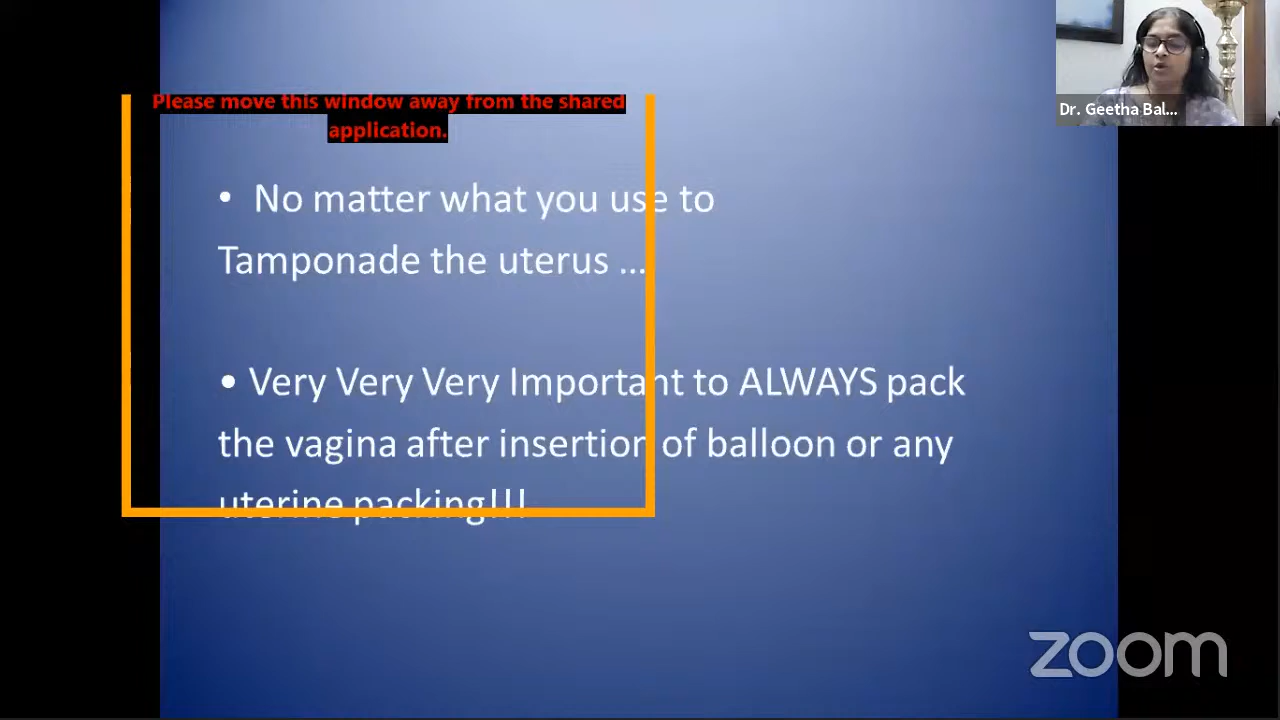 Please move this window away from the shared
application.
Dr. Geetha Bal...
• No matter what you use to
Tamponade the uterus ...
• Very Very Very Important to ALWAYS pack
the vagina after insertion of balloon or any
uterine packing!!!
zoom